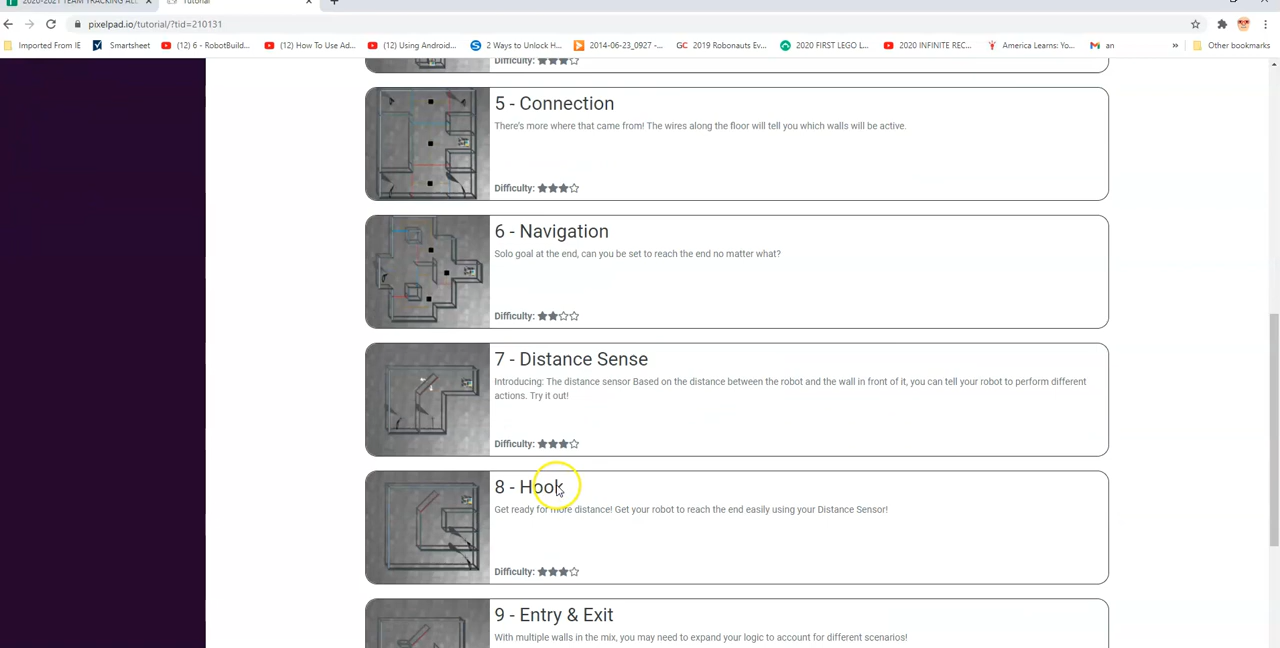 2020-2021 TEAM TRACKING AL
Tutorial
pixelpad.io/tutorial/?tid=210131
Imported From IE
Smartsheet
(12) 6 - RobotBuild...
(12) How To Use Ad...
(12) Using Android...
2 Ways to Unlock H...
2014-06-23_0927 -...
GC 2019 Robonauts Ev...
2020 FIRST LEGO L...
2020 INFINITE REC...
America Learns: Yo...
an
»
Other bookmarks
Difficulty:
5 - Connection
There's more where that came from! The wires along the floor will tell you which walls will be active.
Difficulty:
6 - Navigation
Solo goal at the end, can you be set to reach the end no matter what?
Difficulty:
7 - Distance Sense
Introducing: The distance sensor Based on the distance between the robot and the wall in front of it, you can tell your robot to perform different
actions. Try it out!
Difficulty:
8 - Hook
Get ready for more distance! Get your robot to reach the end easily using your Distance Sensor!
Difficulty:
9 - Entry & Exit
With multiple walls in the mix, you may need to expand your logic to account for different scenarios!